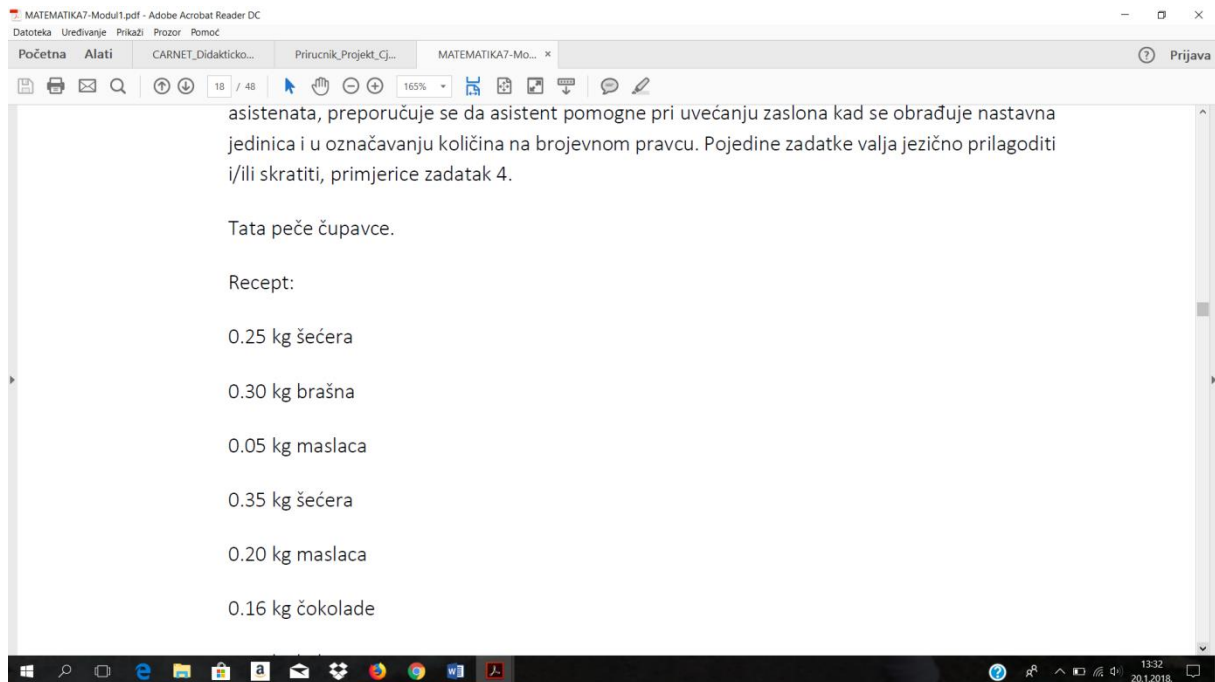 MATEMATIKA7-Modul1.pdf - Adobe Acrobat Reader DC
Datoteka Uređivanje Prikaži Prozor Pomoć
Početna Alati CARNET_Didakticko... Prirucnik_Projekt_Cj... MATEMATIKA7-Mo... × Prijava
18 / 48 165%
asistenata, preporučuje se da asistent pomogne pri uvećanju zaslona kad se obrađuje nastavna
jedinica i u označavanju količina na brojevnom pravcu. Pojedine zadatke valja jezično prilagoditi
i/ili skratiti, primjerice zadatak 4.
Tata peče čupavce.
Recept:
0.25 kg šećera
0.30 kg brašna
0.05 kg maslaca
0.35 kg šećera
0.20 kg maslaca
0.16 kg čokolade
13:32
20.1.2018.